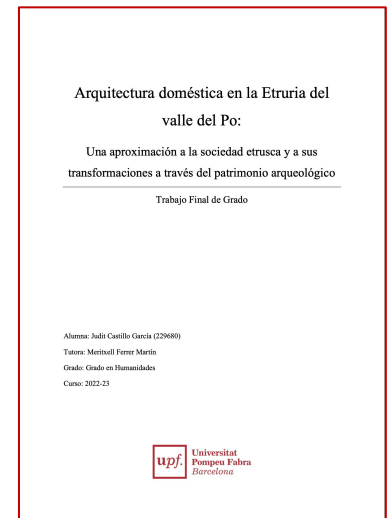 Arquitectura doméstica en la Etruria del
valle del Po:
Una aproximación a la sociedad etrusca y a sus
transformaciones a través del patrimonio arqueológico
Trabajo Final de Grado
Alumna: Judit Castillo García (229680)
Tutora: Meritxell Ferrer Martín
Grado: Grado en Humanidades
Curso: 2022-23
upf.
Universitat
Pompeu Fabra
Barcelona